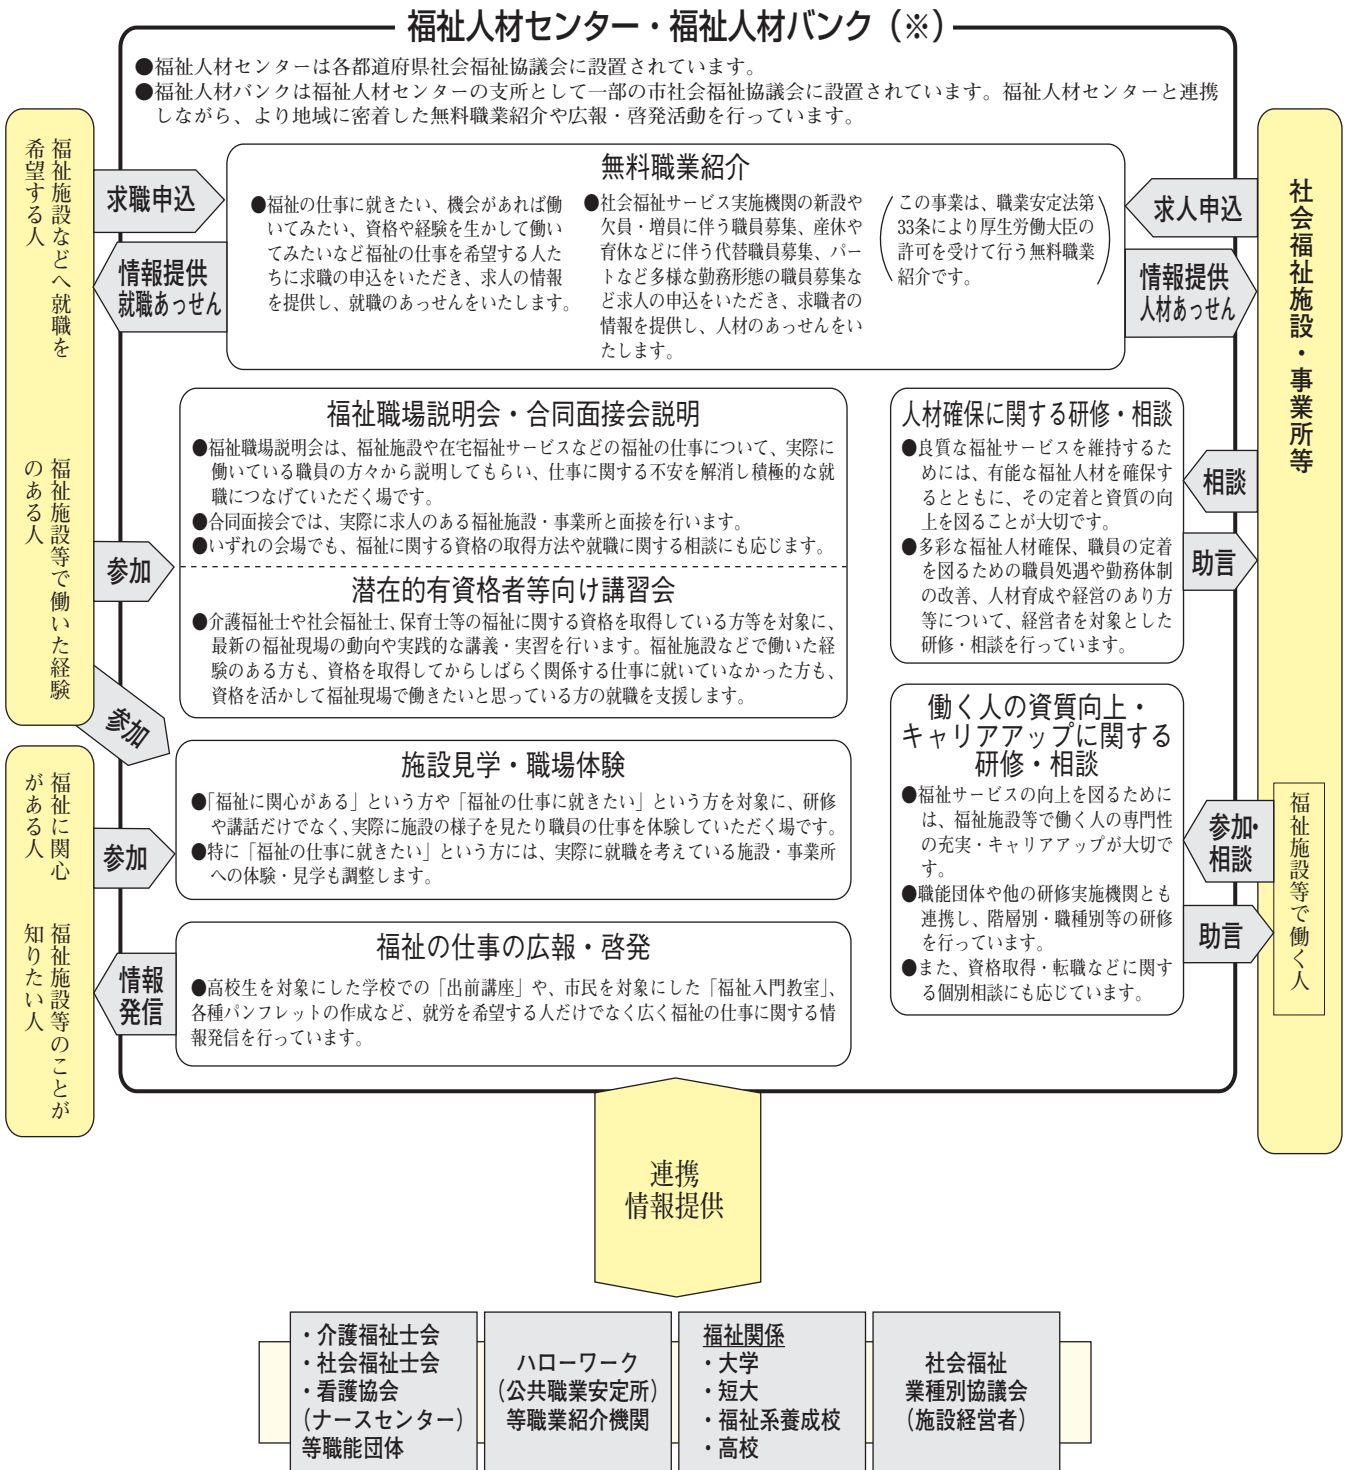 福祉人材センター・福祉人材バンク（※）
●福祉人材センターは各都道府県社会福祉協議会に設置されています。
●福祉人材バンクは福祉人材センターの支所として一部の市社会福祉協議会に設置されています。福祉人材センターと連携
しながら、より地域に密着した無料職業紹介や広報・啓発活動を行っています。
福祉施設などへ就職を
希望する人
福祉施設等で働いた経験
のある人
求職申込
情報提供
就職あっせん
無料職業紹介
●福祉の仕事に就きたい、機会があれば働
いてみたい、資格や経験を生かして働い
てみたいなど福祉の仕事を希望する人た
ちに求職の申込をいただき、求人の情報
を提供し、就職のあっせんをいたします。
●社会福祉サービス実施機関の新設や
欠員・増員に伴う職員募集、産休や
育休などに伴う代替職員募集、パー
トなど多様な勤務形態の職員募集な
ど求人の申込をいただき、求職者の
情報を提供し、人材のあっせんをい
たします。
（この事業は、職業安定法第
33条により厚生労働大臣の
許可を受けて行う無料職業
紹介です。）
求人申込
情報提供
人材あっせん
社会福祉施設・事業所等
参加
福祉職場説明会・合同面接会説明
●福祉職場説明会は、福祉施設や在宅福祉サービスなどの福祉の仕事について、実際に
働いている職員の方々から説明してもらい、仕事に関する不安を解消し積極的な就
職につなげていただく場です。
●合同面接会では、実際に求人のある福祉施設・事業所と面接を行います。
●いずれの会場でも、福祉に関する資格の取得方法や就職に関する相談にも応じます。
潜在的有資格者等向け講習会
●介護福祉士や社会福祉士、保育士等の福祉に関する資格を取得している方等を対象に、
最新の福祉現場の動向や実践的な講義・実習を行います。福祉施設などで働いた経
験のある方も、資格を取得してからしばらく関係する仕事に就いていなかった方も、
資格を活かして福祉現場で働きたいと思っている方の就職を支援します。
人材確保に関する研修・相談
●良質な福祉サービスを維持するた
めには、有能な福祉人材を確保す
るとともに、その定着と資質の向
上を図ることが大切です。
●多彩な福祉人材確保、職員の定着
を図るための職員処遇や勤務体制
の改善、人材育成や経営のあり方
等について、経営者を対象とした
研修・相談を行っています。
相談
助言
参加
福祉に関心
がある人
福祉施設等のことが
知りたい人
参加
施設見学・職場体験
●「福祉に関心がある」という方や「福祉の仕事に就きたい」という方を対象に、研修
や講話だけでなく、実際に施設の様子を見たり職員の仕事を体験していただく場です。
●特に「福祉の仕事に就きたい」という方には、実際に就職を考えている施設・事業所
への体験・見学も調整します。
情報
発信
福祉の仕事の広報・啓発
●高校生を対象にした学校での「出前講座」や、市民を対象にした「福祉入門教室」、
各種パンフレットの作成など、就労を希望する人だけでなく広く福祉の仕事に関する情
報発信を行っています。
働く人の資質向上・
キャリアアップに関する
研修・相談
●福祉サービスの向上を図るために
は、福祉施設等で働く人の専門性
の充実・キャリアアップが大切で
す。
●職能団体や他の研修実施機関とも
連携し、階層別・職種別等の研修
を行っています。
●また、資格取得・転職などに関す
る個別相談にも応じています。
参加・
相談
助言
福祉施設等で働く人
連携
情報提供
・介護福祉士会
・社会福祉士会
・看護協会
（ナースセンター）
等職能団体
ハローワーク
（公共職業安定所）
等職業紹介機関
福祉関係
・大学
・短大
・福祉系養成校
・高校
社会福祉
業種別協議会
（施設経営者）